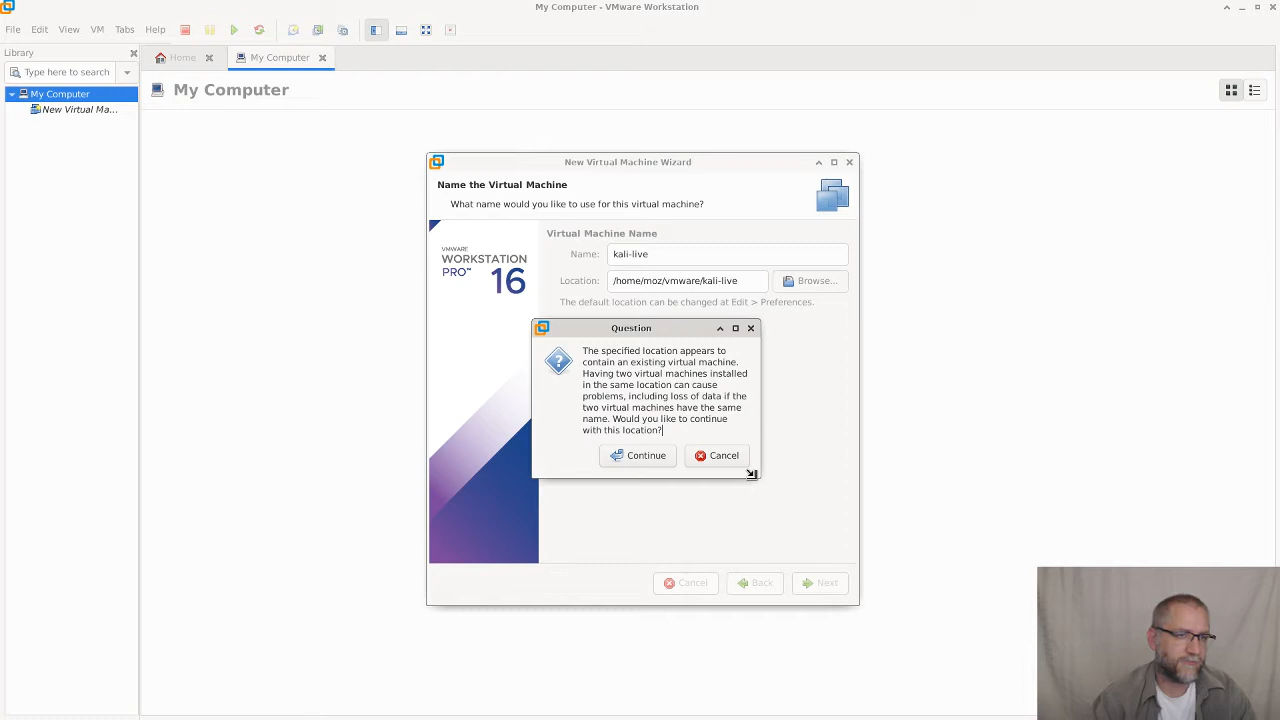 My Computer - VMware Workstation
File Edit View VM Tabs Help
Library
Home
My Computer
Type here to search
My Computer
My Computer
New Virtual Ma...
New Virtual Machine Wizard
Name the Virtual Machine
What name would you like to use for this virtual machine?
VMWARE
WORKSTATION
PRO™ 16
Virtual Machine Name
Name: kali-live
Location: /home/moz/vmware/kali-live Browse...
The default location can be changed at Edit > Preferences.
Question
The specified location appears to
contain an existing virtual machine.
Having two virtual machines installed
in the same location can cause
problems, including loss of data if the
two virtual machines have the same
name. Would you like to continue
with this location?
Continue Cancel
Cancel Back Next